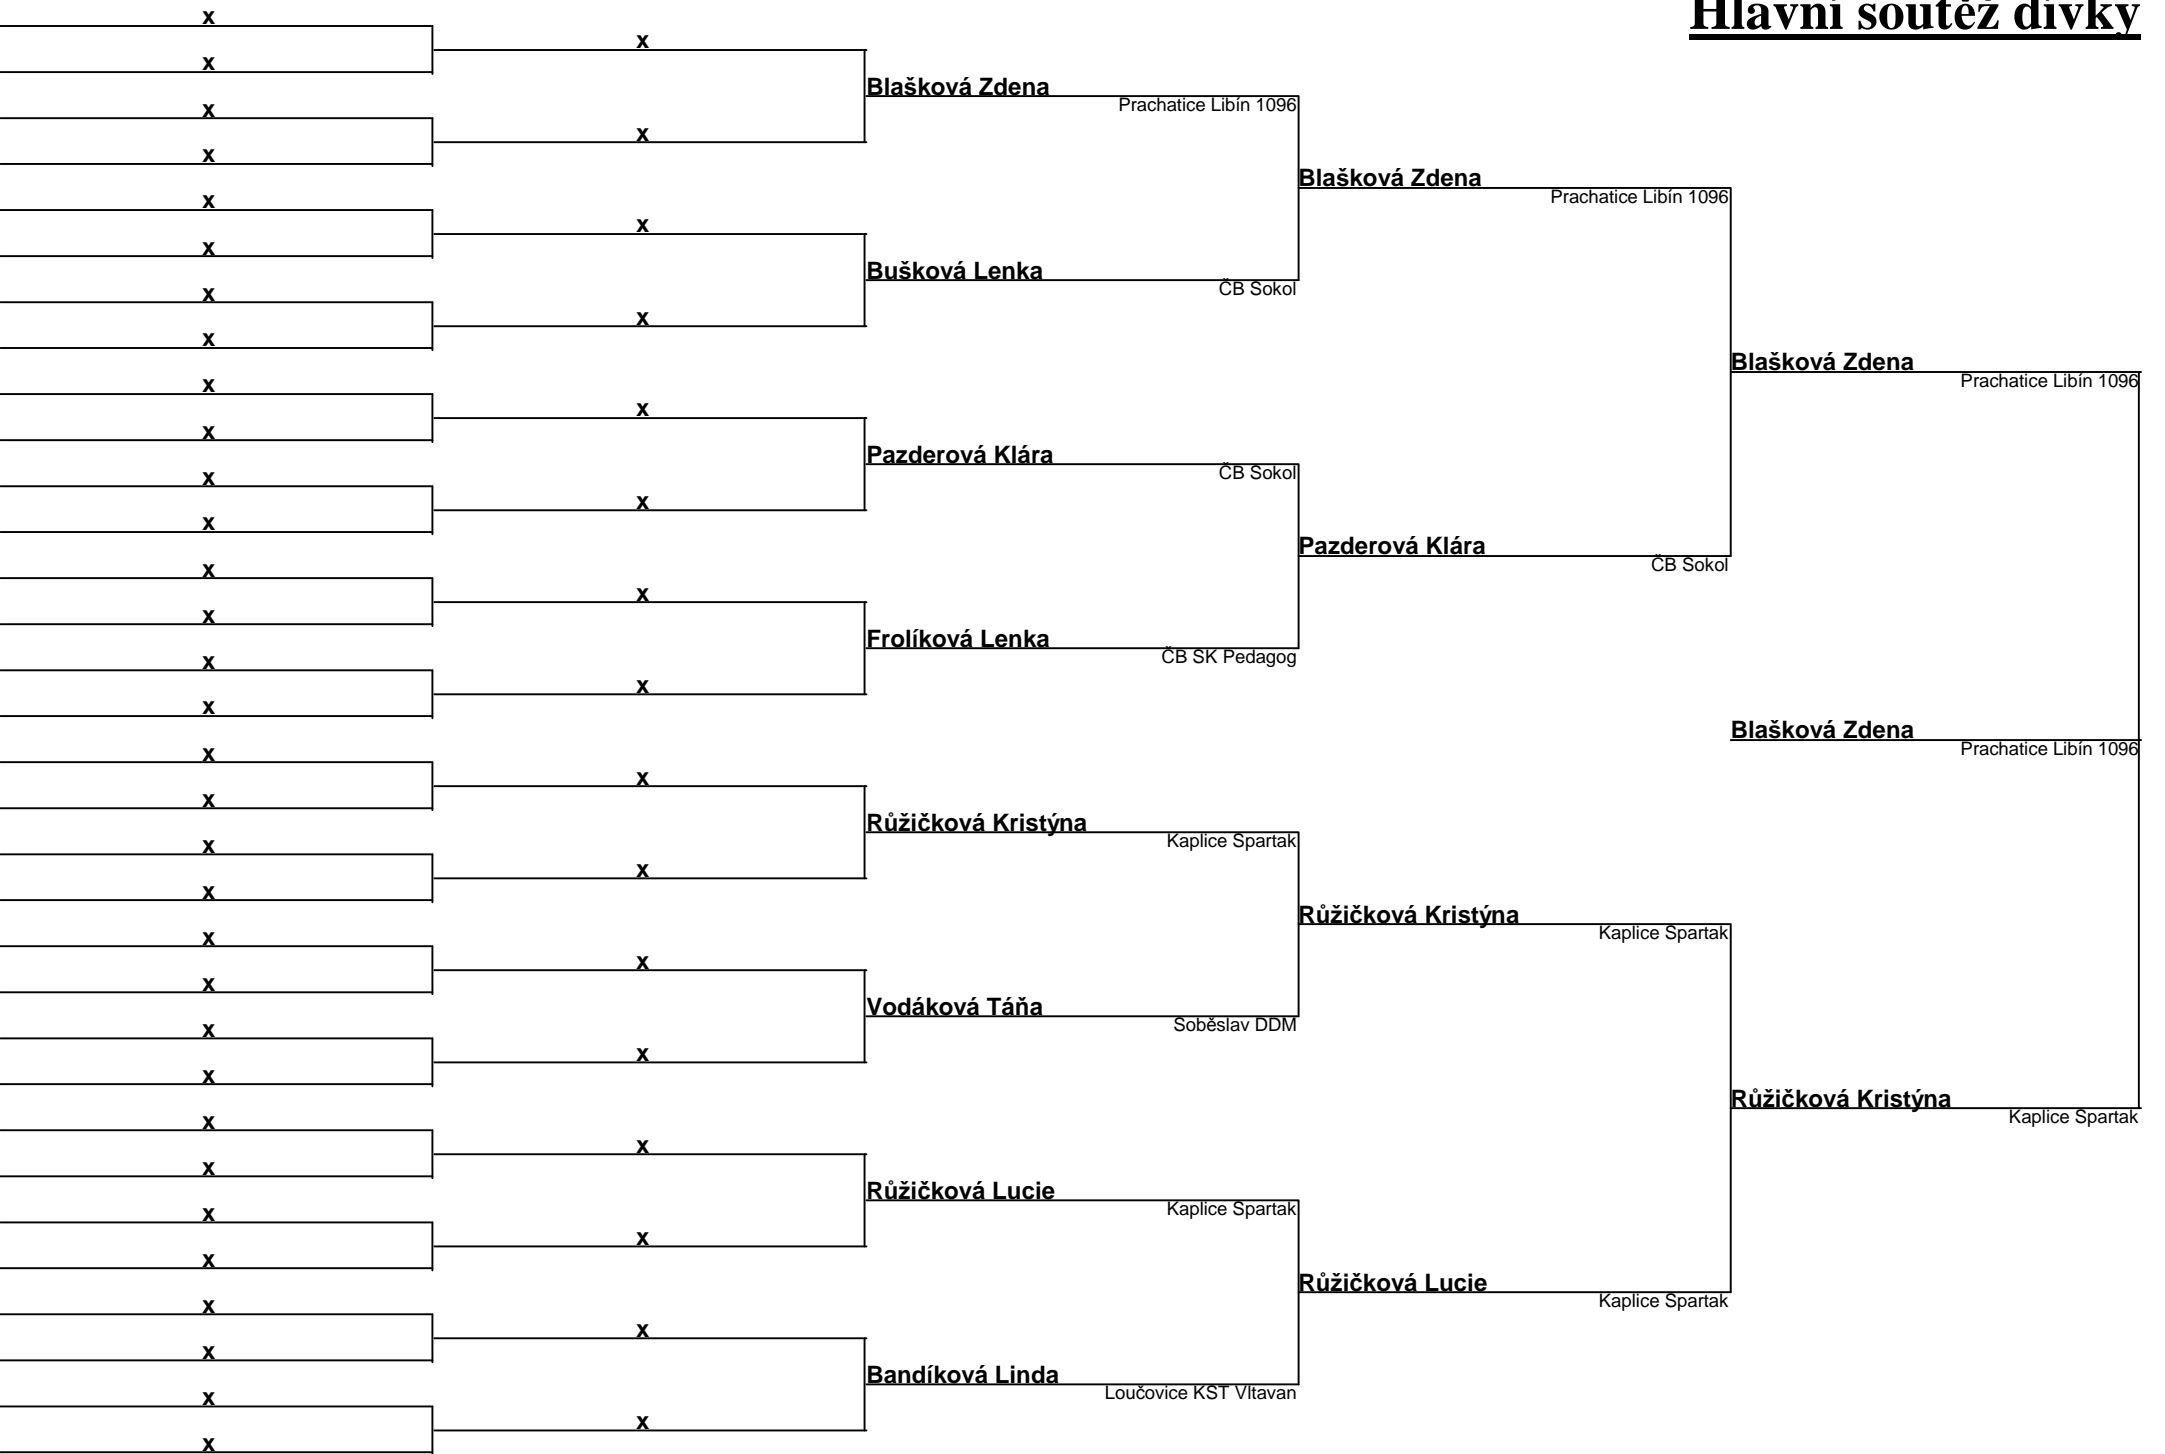 Hlavní soutěž dívky
x
x
x
Blašková Zdena
Prachatice Libín 1096
x
x
x
Blašková Zdena
Prachatice Libín 1096
x
x
x
Bušková Lenka
ČB Sokol
x
x
x
Blašková Zdena
Prachatice Libín 1096
x
x
x
Pazderová Klára
ČB Sokol
x
x
x
Pazderová Klára
ČB Sokol
x
x
x
Frolíková Lenka
ČB SK Pedagog
x
x
x
Blašková Zdena
Prachatice Libín 1096
x
x
x
Růžičková Kristýna
Kaplice Spartak
x
x
x
Růžičková Kristýna
Kaplice Spartak
x
x
x
Vodáková Táňa
Soběslav DDM
x
x
x
Růžičková Kristýna
Kaplice Spartak
x
x
x
Růžičková Lucie
Kaplice Spartak
x
x
x
Růžičková Lucie
Kaplice Spartak
x
x
x
Bandíková Linda
Loučovice KST Vltavan
x
x
x